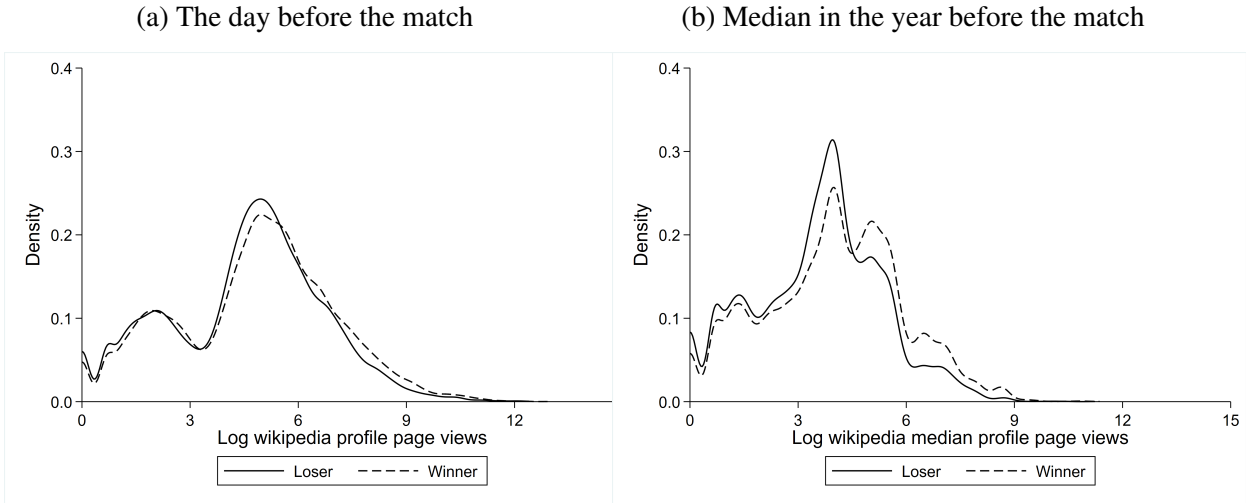 (a) The day before the match
(b) Median in the year before the match
0.4
0.3
0.2
0.1
0.0
Density
0 3 6 9 12
Log wikipedia profile page views
Loser Winner
0.4
0.3
0.2
0.1
0.0
Density
0 3 6 9 12 15
Log wikipedia median profile page views
Loser Winner